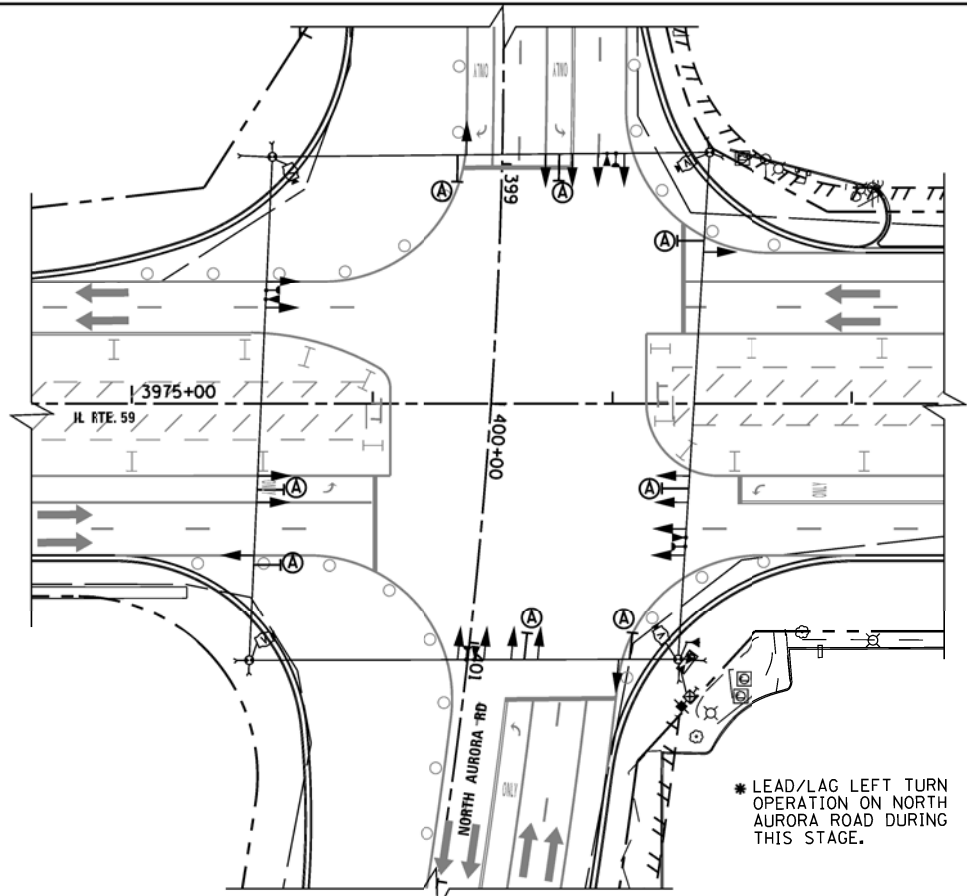 ONLY
ONLY
399
A
A
A
3975+00
IL RTE. 59
400+00
ONLY
A
A
ONLY
A
A
A
401
NORTH AURORA RD
ONLY
* LEAD/LAG LEFT TURN
OPERATION ON NORTH
AURORA ROAD DURING
THIS STAGE.